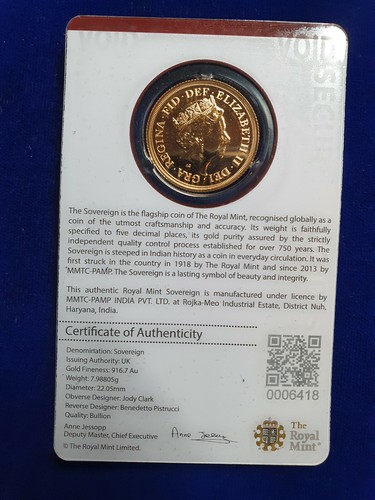 VOID
VOID
SEC
ELIZABETH II · DEI · GRA · REGINA · FID · DEF ·
The Sovereign is the flagship coin of The Royal Mint, recognised globally as a
coin of the utmost craftsmanship and accuracy. Its weight is faithfully
specified to five decimal places, its gold purity assured by the strictly
independent quality control process established for over 750 years. The
Sovereign is steeped in Indian history as a coin in everyday circulation. It was
first struck in the country in 1918 by The Royal Mint and since 2013 by
MMTC-PAMP. The Sovereign is a lasting symbol of beauty and integrity.
This authentic Royal Mint Sovereign is manufactured under licence by
MMTC-PAMP INDIA PVT. LTD. at Rojka-Meo Industrial Estate, District Nuh,
Haryana, India.
Certificate of Authenticity
Denomination: Sovereign
Issuing Authority: UK
Gold Fineness: 916.7 Au
Weight: 7.98805g
Diameter: 22.05mm
Obverse Designer: Jody Clark
Reverse Designer: Benedetto Pistrucci
Quality: Bullion
0006418
Anne Jessopp
Deputy Master, Chief Executive
Anne Jessopp
© The Royal Mint Limited.
The
Royal
Mint®